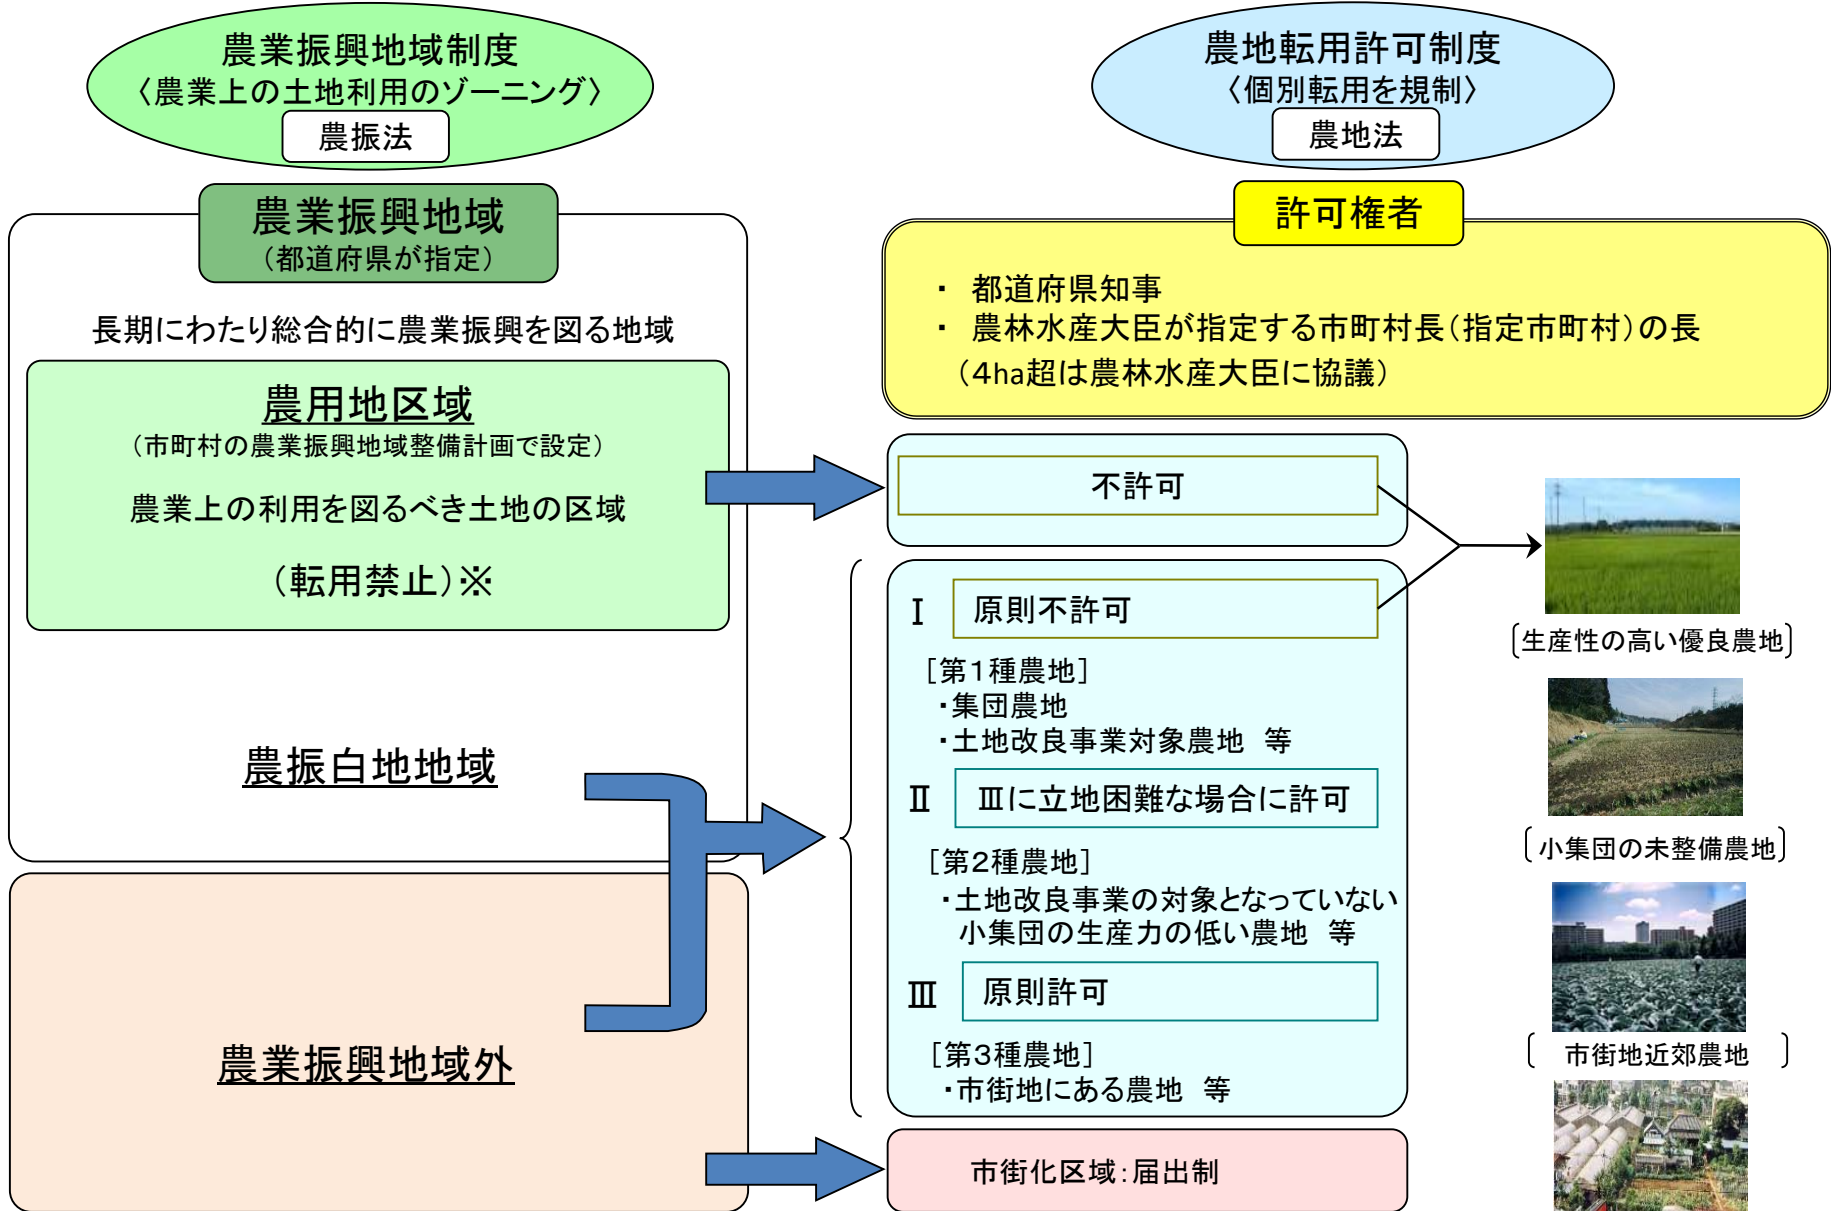 農業振興地域制度
〈農業上の土地利用のゾーニング〉
農振法
農業振興地域
(都道府県が指定)
長期にわたり総合的に農業振興を図る地域
農用地区域
(市町村の農業振興地域整備計画で設定)
農業上の利用を図るべき土地の区域
(転用禁止)※
農振白地地域
農業振興地域外
農地転用許可制度
〈個別転用を規制〉
農地法
許可権者
・ 都道府県知事
・ 農林水産大臣が指定する市町村長(指定市町村)の長
(4ha超は農林水産大臣に協議)
不許可
Ⅰ 原則不許可
[第1種農地]
・集団農地
・土地改良事業対象農地 等
Ⅱ Ⅲに立地困難な場合に許可
[第2種農地]
・土地改良事業の対象となっていない
小集団の生産力の低い農地 等
Ⅲ 原則許可
[第3種農地]
・市街地にある農地 等
市街化区域:届出制
〔生産性の高い優良農地〕
〔小集団の未整備農地〕
〔 市街地近郊農地 〕